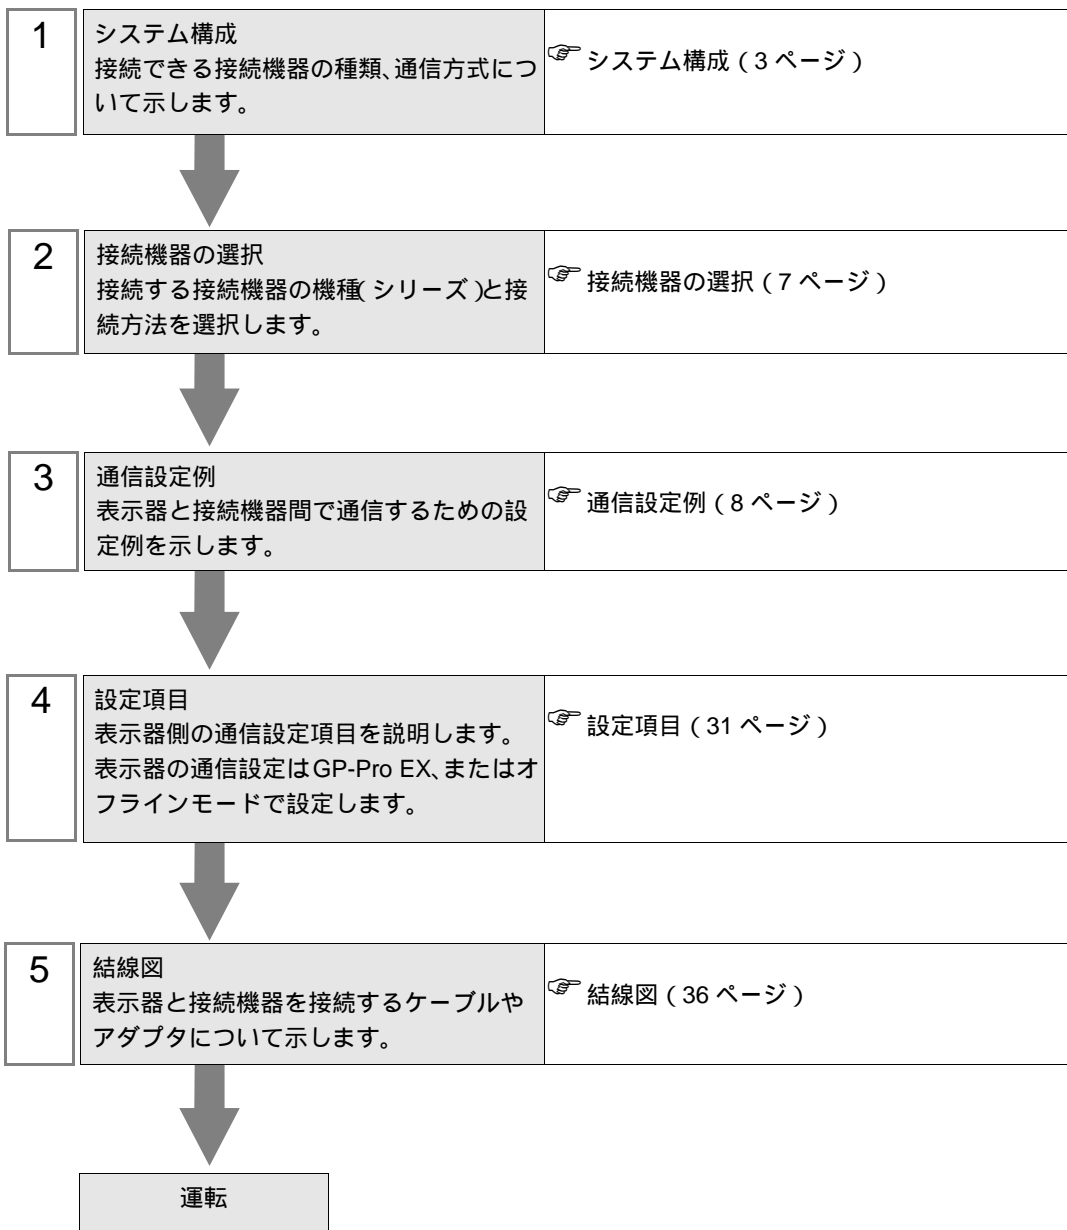 1
システム構成
接続できる接続機器の種類、通信方式につ
いて示します。
☞ システム構成 ( 3 ページ )
2
接続機器の選択
接続する接続機器の機種( シリーズ )と接
続方法を選択します。
☞ 接続機器の選択 ( 7 ページ )
3
通信設定例
表示器と接続機器間で通信するための設
定例を示します。
☞ 通信設定例 ( 8 ページ )
4
設定項目
表示器側の通信設定項目を説明します。
表示器の通信設定はGP-Pro EX、またはオ
フラインモードで設定します。
☞ 設定項目 ( 31 ページ )
5
結線図
表示器と接続機器を接続するケーブルや
アダプタについて示します。
☞ 結線図 ( 36 ページ )
運転